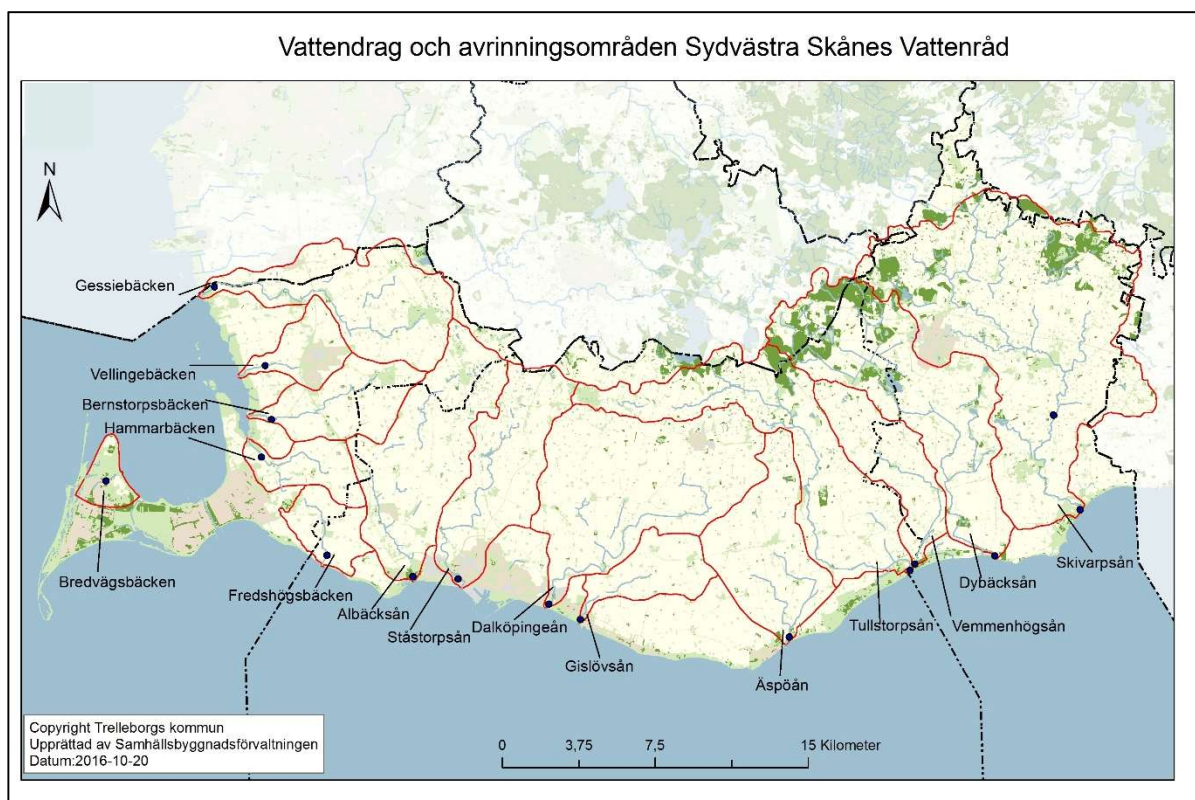 Vattendrag och avrinningsområden Sydvästra Skånes Vattenråd
N
Gessiebäcken
Vellingebäcken
Bernstorpsbäcken
Hammarbäcken
Bredvägsbäcken
Fredshögsbäcken
Albäcksån
Ståstorpsån
Dalköpingeån
Gislövsån
Äspöån
Tullstorpsån
Vemmenhögsån
Dybäcksån
Skivarpsån
Copyright Trelleborgs kommun
Upprättad av Samhällsbyggnadsförvaltningen
Datum:2016-10-20
0 3,75 7,5 15 Kilometer